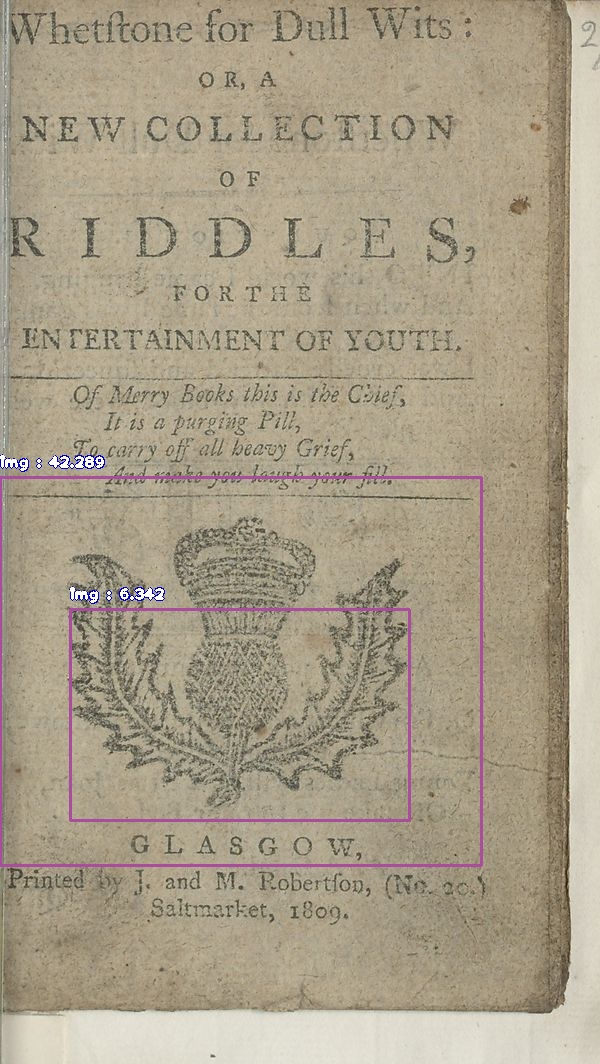 Whetſtone for Dull Wits:
OR, A
NEW COLLECTION
OF
RIDDLES,
FOR THE
ENTERTAINMENT OF YOUTH.
Of Merry Books this is the Chief,
It is a purging Pill,
To carry off all heavy Grief,
And make you laugh your fill.
Img : 42.289
Img : 6.342
GLASGOW,
Printed by J. and M. Robertſon, (No. 20.)
Saltmarket, 1809.